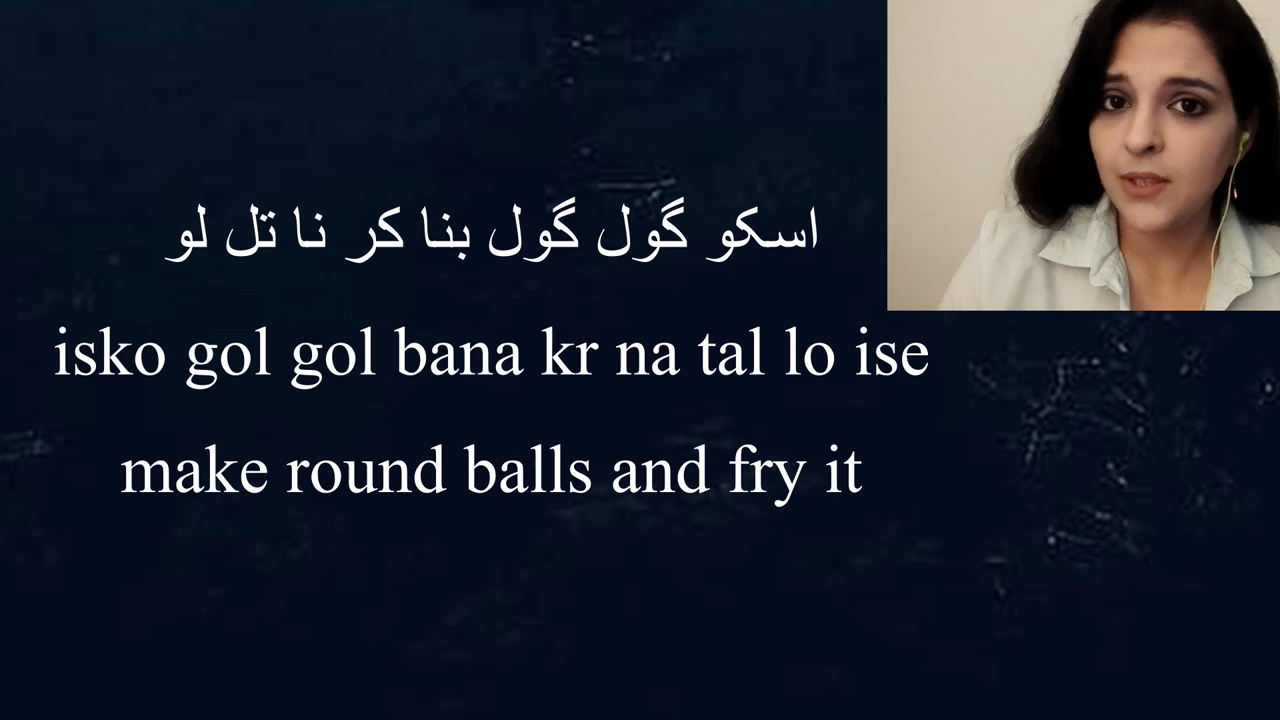 اسکو گول گول بنا کر نا تل لو
isko gol gol bana kr na tal lo ise
make round balls and fry it